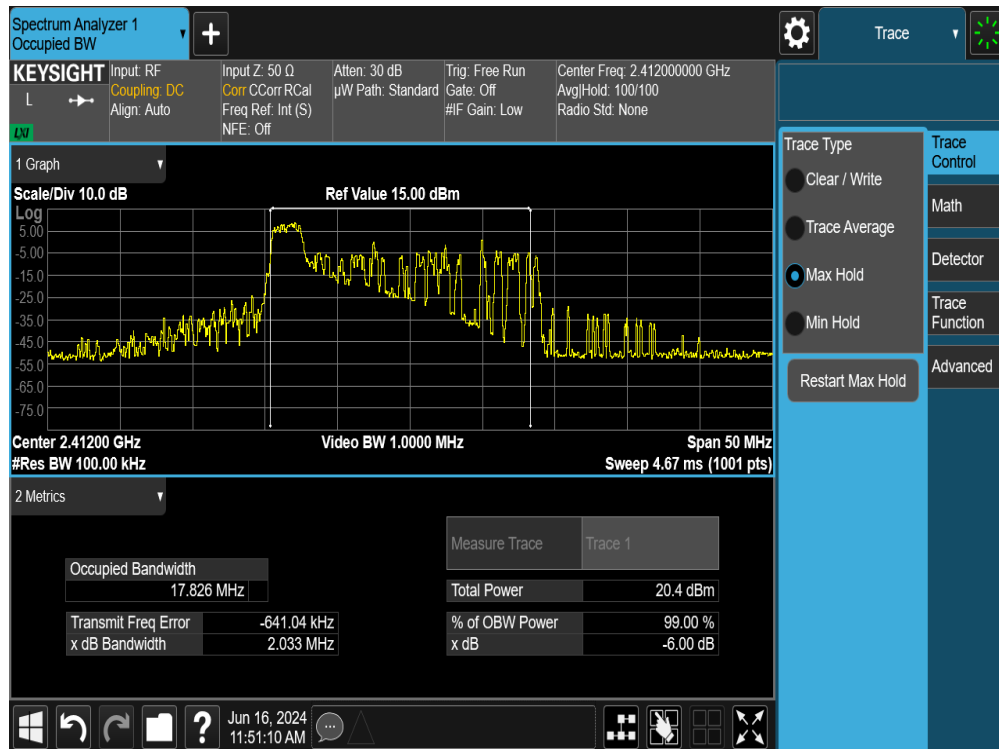 Spectrum Analyzer 1
Occupied BW
+
Trace
KEYSIGHT
L
LXI
Input: RF
Coupling: DC
Align: Auto
Input Z: 50 Ω
Corr CCorr RCal
Freq Ref: Int (S)
NFE: Off
Atten: 30 dB
µW Path: Standard
Trig: Free Run
Gate: Off
#IF Gain: Low
Center Freq: 2.412000000 GHz
Avg|Hold: 100/100
Radio Std: None
1 Graph
Scale/Div 10.0 dB
Ref Value 15.00 dBm
Log
5.00
-5.00
-15.0
-25.0
-35.0
-45.0
-55.0
-65.0
-75.0
Center 2.41200 GHz
Video BW 1.0000 MHz
Span 50 MHz
#Res BW 100.00 kHz
Sweep 4.67 ms (1001 pts)
2 Metrics
Measure Trace
Trace 1
Occupied Bandwidth
17.826 MHz
Total Power
20.4 dBm
Transmit Freq Error
-641.04 kHz
% of OBW Power
99.00 %
x dB Bandwidth
2.033 MHz
x dB
-6.00 dB
Trace Type
Clear / Write
Trace Average
Max Hold
Min Hold
Restart Max Hold
Trace
Control
Math
Detector
Trace
Function
Advanced
?
Jun 16, 2024
11:51:10 AM